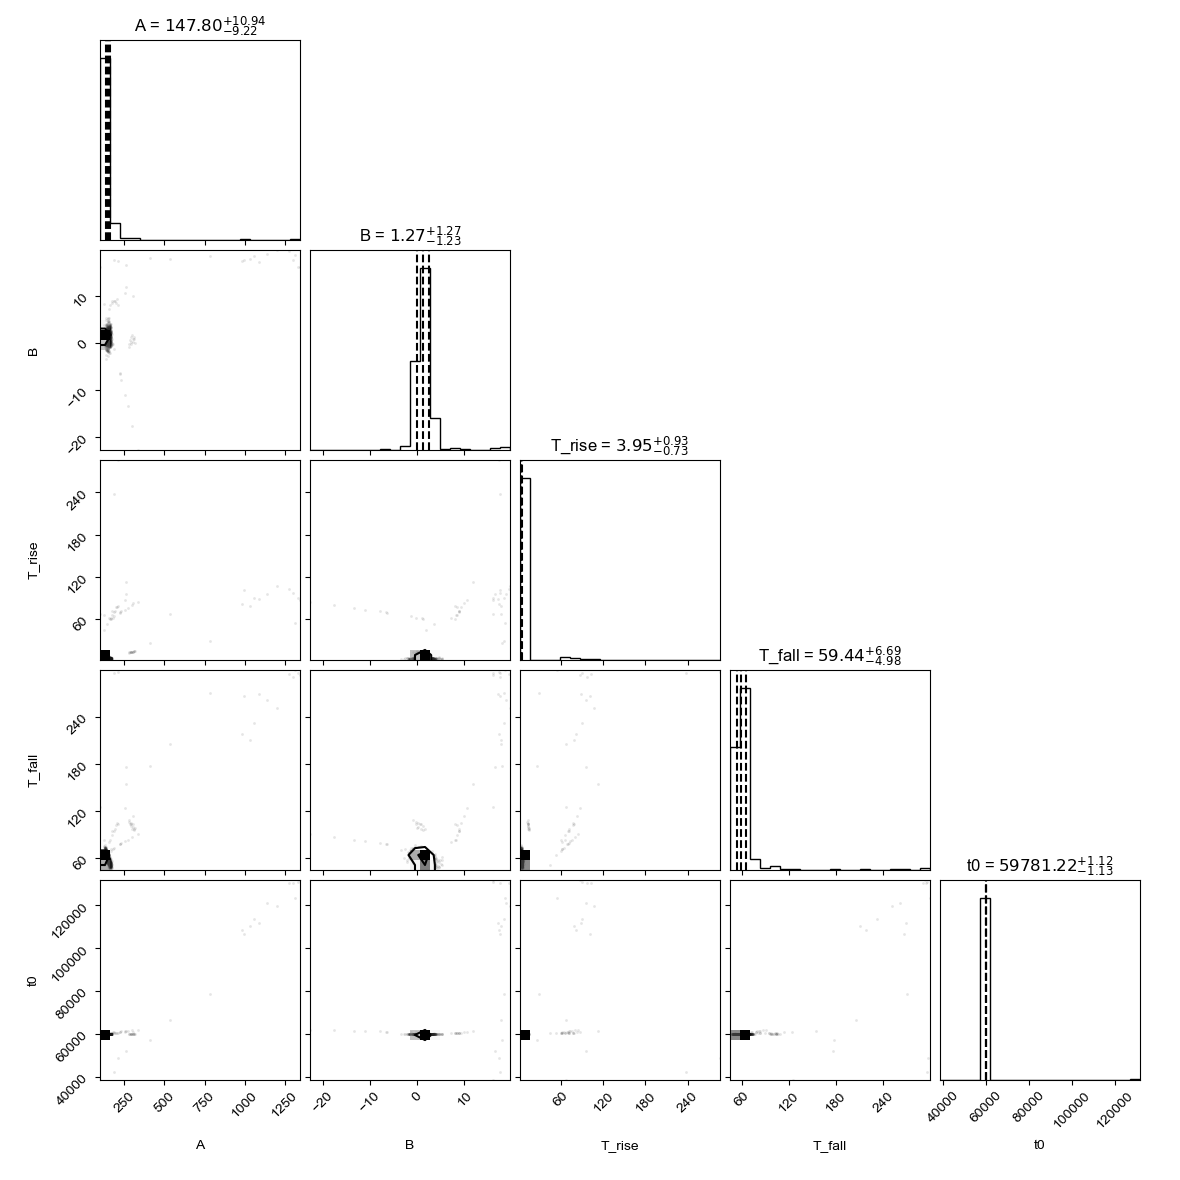 A = 147.80+10.94−9.22
B = 1.27+1.27−1.23
10
0
−10
−20
B
T_rise = 3.95+0.93−0.73
240
180
120
60
T_rise
T_fall = 59.44+6.69−4.98
240
180
120
60
T_fall
t0 = 59781.22+1.12−1.13
120000
100000
80000
60000
40000
t0
250 500 750 1000 1250
−20 −10 0 10
60 120 180 240
60 120 180 240
40000 60000 80000 100000 120000
A B T_rise T_fall t0